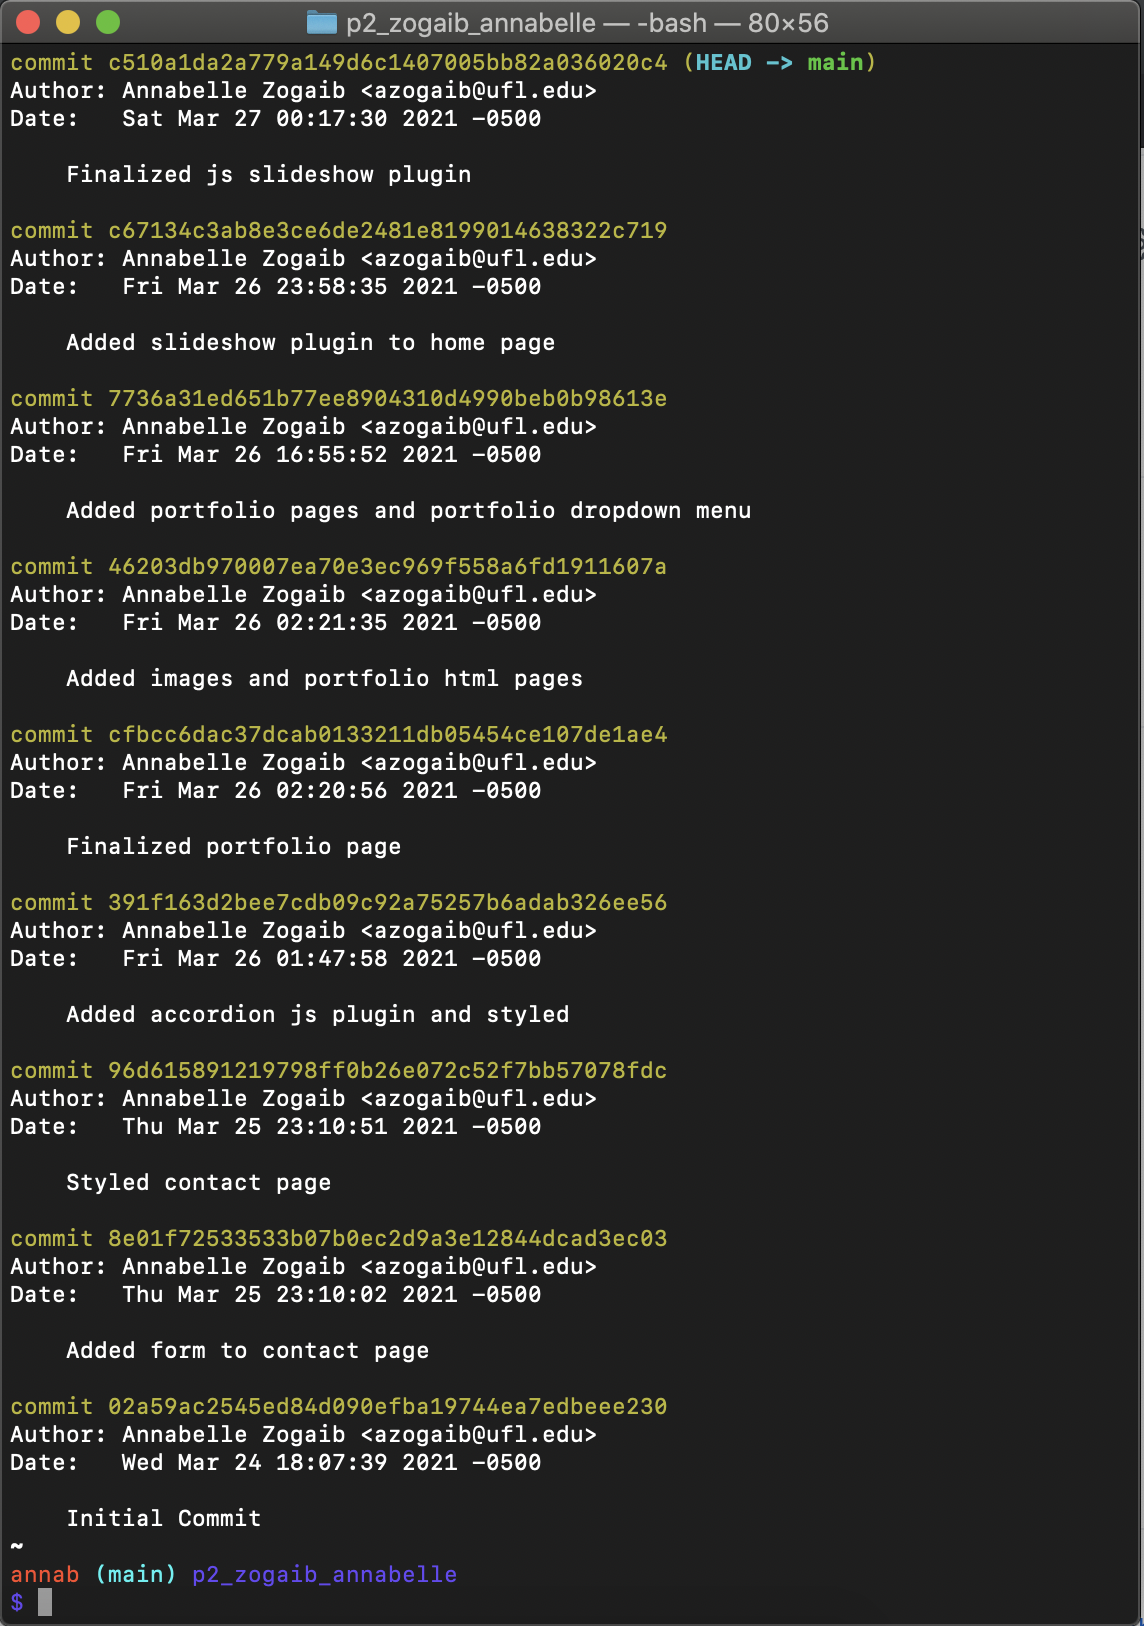 p2_zogaib_annabelle — -bash — 80×56
commit c510a1da2a779a149d6c1407005bb82a036020c4 (HEAD -> main)
Author: Annabelle Zogaib <azogaib@ufl.edu>
Date:   Sat Mar 27 00:17:30 2021 -0500
    Finalized js slideshow plugin
commit c67134c3ab8e3ce6de2481e8199014638322c719
Author: Annabelle Zogaib <azogaib@ufl.edu>
Date:   Fri Mar 26 23:58:35 2021 -0500
    Added slideshow plugin to home page
commit 7736a31ed651b77ee8904310d4990beb0b98613e
Author: Annabelle Zogaib <azogaib@ufl.edu>
Date:   Fri Mar 26 16:55:52 2021 -0500
    Added portfolio pages and portfolio dropdown menu
commit 46203db970007ea70e3ec969f558a6fd1911607a
Author: Annabelle Zogaib <azogaib@ufl.edu>
Date:   Fri Mar 26 02:21:35 2021 -0500
    Added images and portfolio html pages
commit cfbcc6dac37dcab0133211db05454ce107de1ae4
Author: Annabelle Zogaib <azogaib@ufl.edu>
Date:   Fri Mar 26 02:20:56 2021 -0500
    Finalized portfolio page
commit 391f163d2bee7cdb09c92a75257b6adab326ee56
Author: Annabelle Zogaib <azogaib@ufl.edu>
Date:   Fri Mar 26 01:47:58 2021 -0500
    Added accordion js plugin and styled
commit 96d615891219798ff0b26e072c52f7bb57078fdc
Author: Annabelle Zogaib <azogaib@ufl.edu>
Date:   Thu Mar 25 23:10:51 2021 -0500
    Styled contact page
commit 8e01f72533533b07b0ec2d9a3e12844dcad3ec03
Author: Annabelle Zogaib <azogaib@ufl.edu>
Date:   Thu Mar 25 23:10:02 2021 -0500
    Added form to contact page
commit 02a59ac2545ed84d090efba19744ea7edbeee230
Author: Annabelle Zogaib <azogaib@ufl.edu>
Date:   Wed Mar 24 18:07:39 2021 -0500
    Initial Commit
~
annab (main) p2_zogaib_annabelle
$